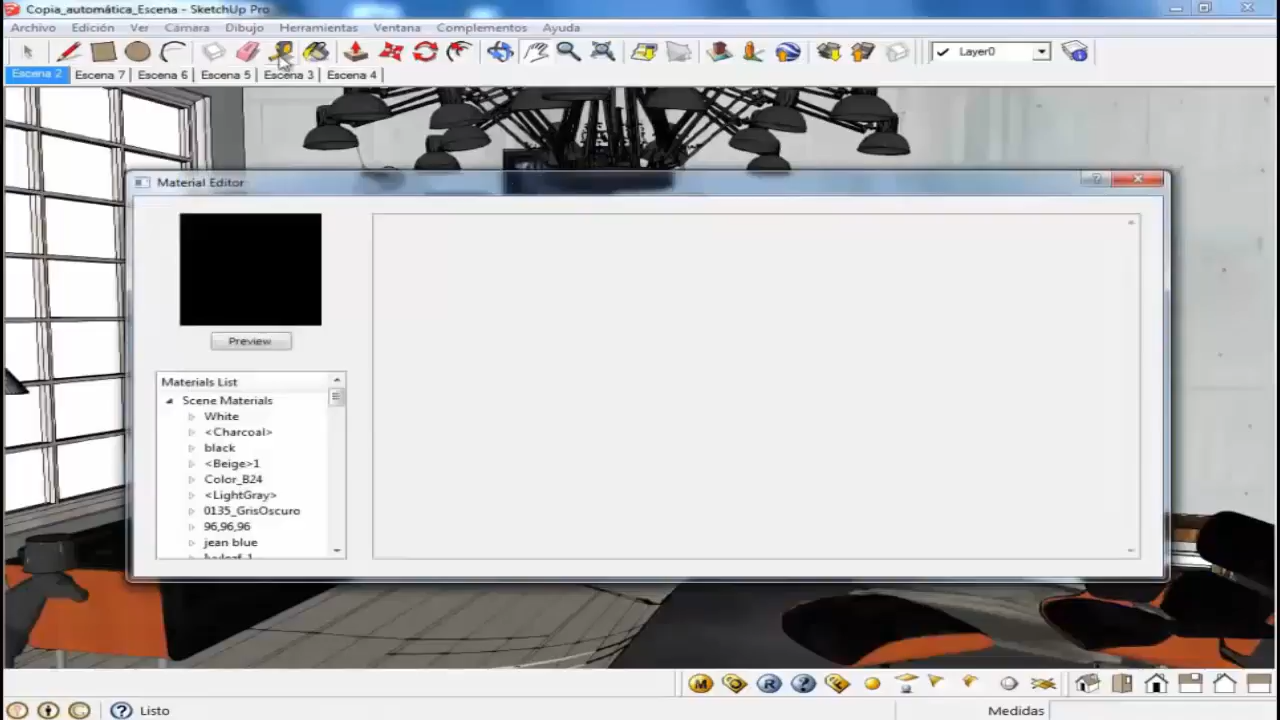 Copia_automática_Escena - SketchUp Pro
Archivo Edición Ver Cámara Dibujo Herramientas Ventana Complementos Ayuda
Layer0
Escena 2 Escena 7 Escena 6 Escena 5 Escena 3 Escena 4
Material Editor
Preview
Materials List
Scene Materials
White
<Charcoal>
black
<Beige>1
Color_B24
<LightGray>
0135_GrisOscuro
96,96,96
jean blue
M R ?
Listo
Medidas